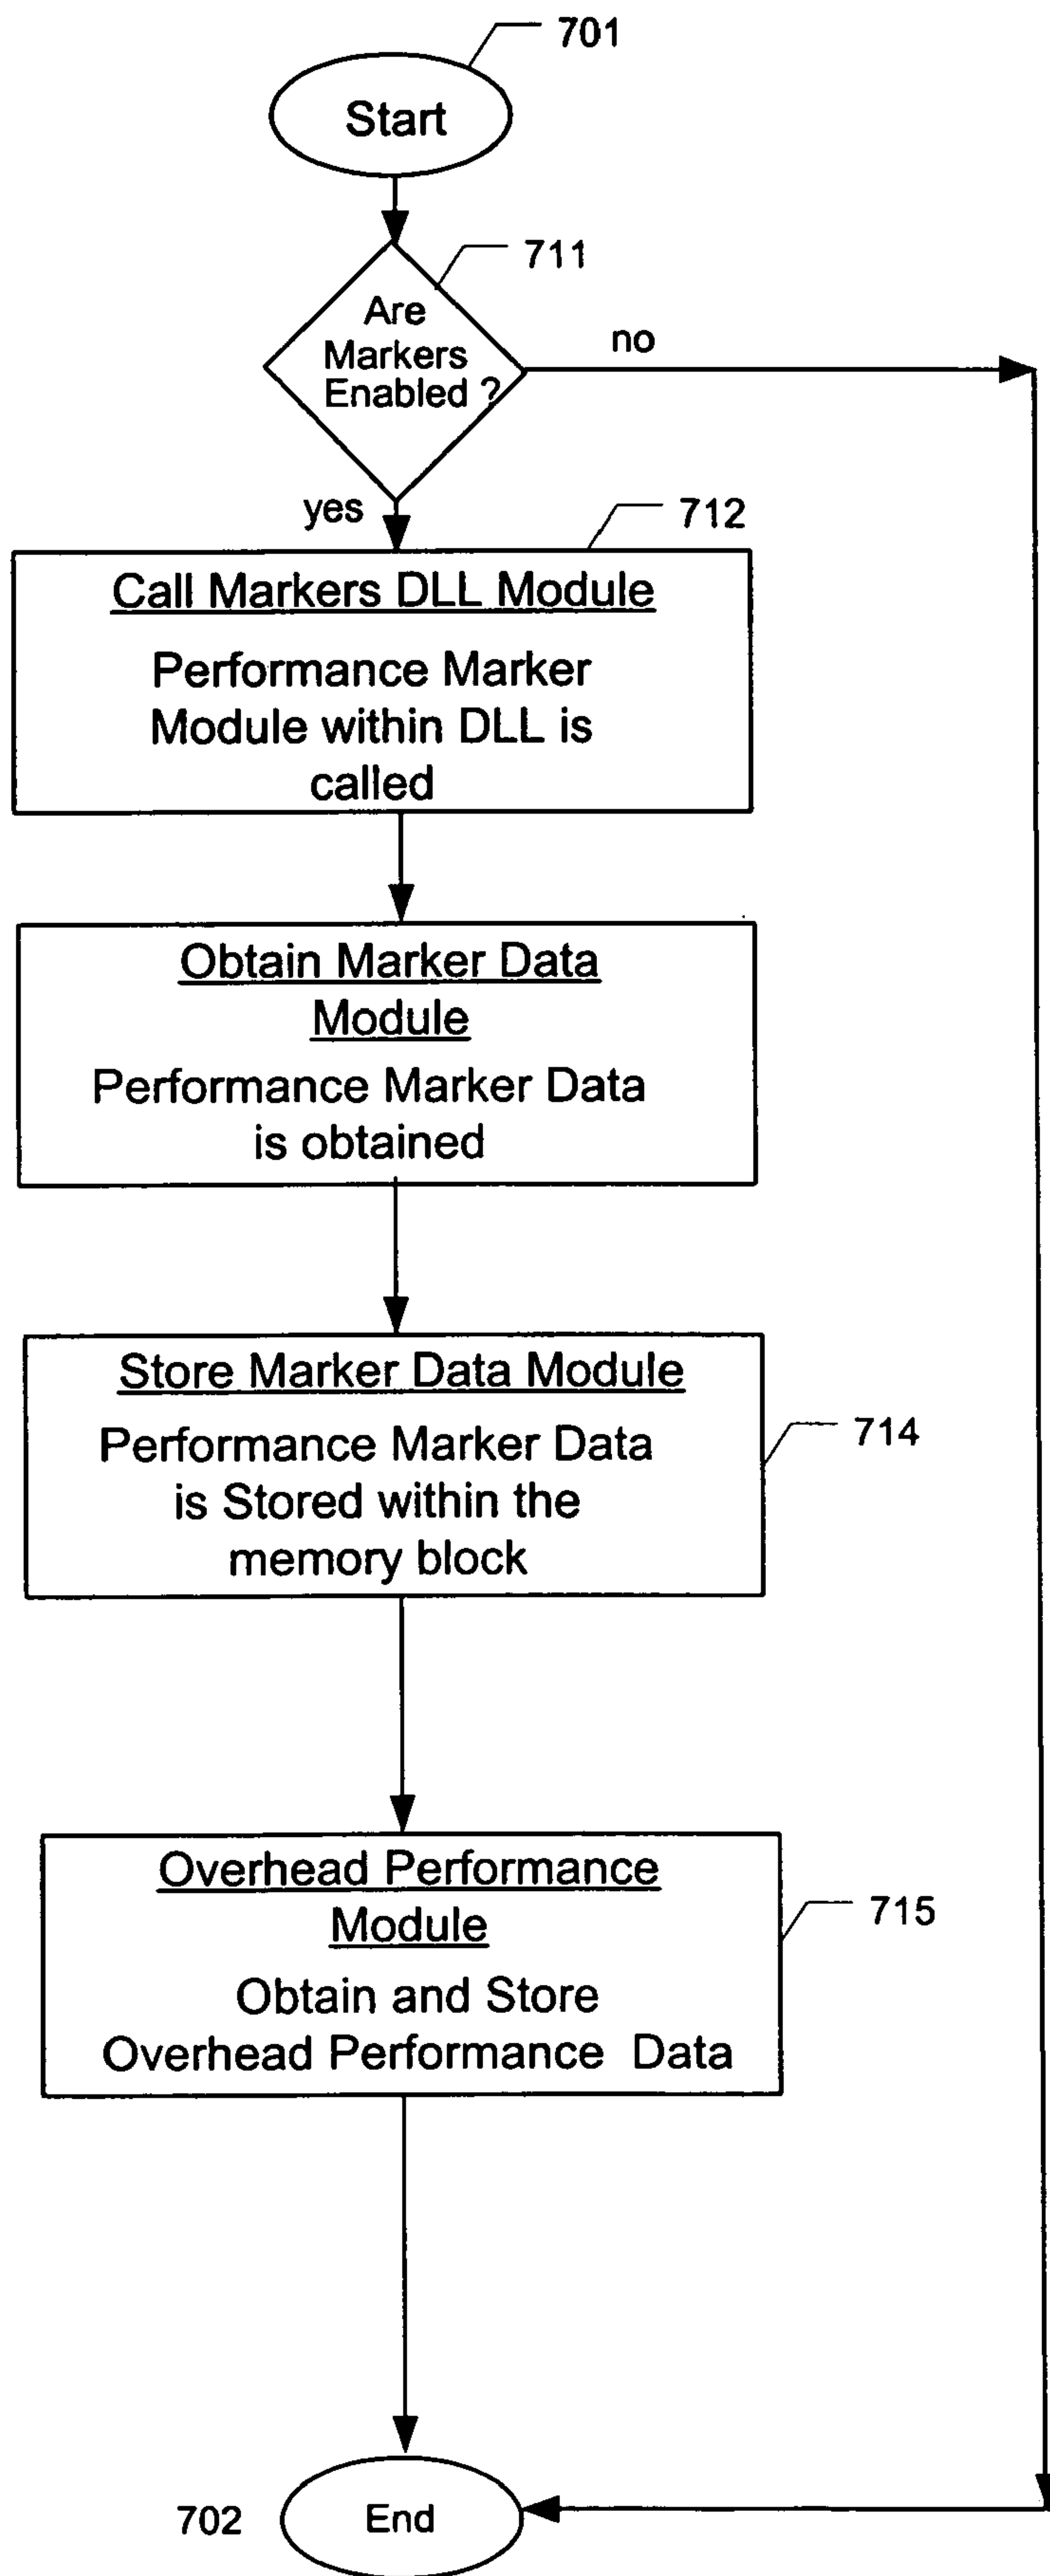 701
Start
711
Are
Markers
Enabled ?
no
yes
712
Call Markers DLL Module
Performance Marker
Module within DLL is
called
Obtain Marker Data
Module
Performance Marker Data
is obtained
Store Marker Data Module
Performance Marker Data
is Stored within the
memory block
714
Overhead Performance
Module
Obtain and Store
Overhead Performance Data
715
702
End